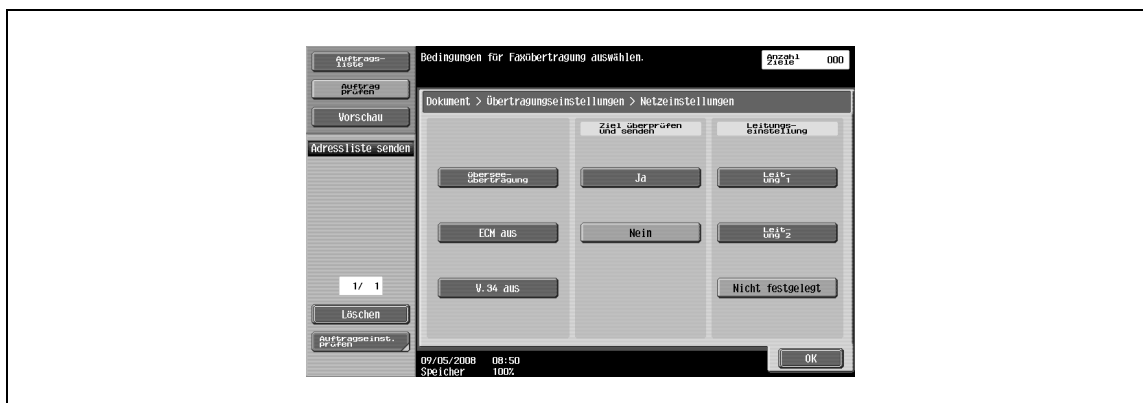 Auftrags-
liste
Auftrag
prüfen
Vorschau
Adressliste senden
1/ 1
Löschen
Auftragseinst.
prüfen
Bedingungen für Faxübertragung auswählen.
Anzahl
Ziele 000
Dokument > Übertragungseinstellungen > Netzeinstellungen
Ziel überprüfen
und senden
Leitungs-
einstellung
Übersee-
übertragung
Ja
Leit-
ung 1
ECM aus
Nein
Leit-
ung 2
V.34 aus
Nicht festgelegt
09/05/2008 08:50
Speicher 100%
OK